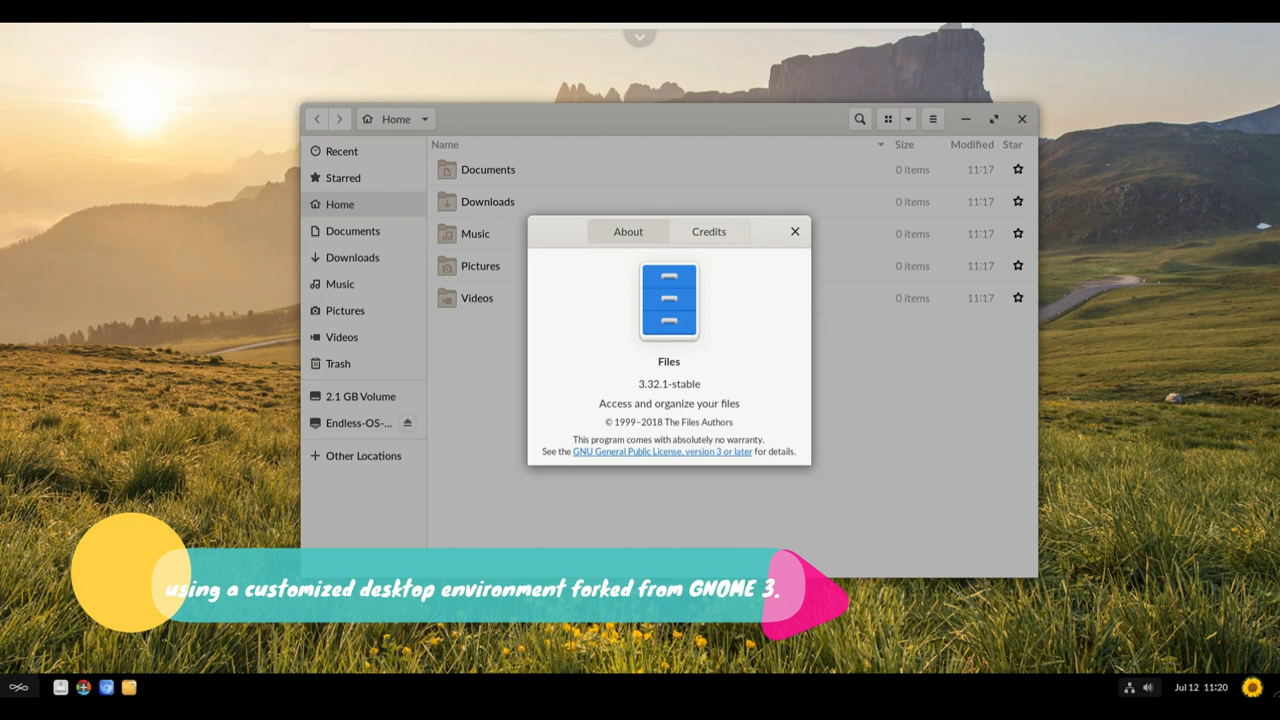 Home
Name
Size
Modified
Star
Recent
Starred
Home
Documents
Downloads
Music
Pictures
Videos
Trash
2.1 GB Volume
Endless-OS-...
Other Locations
Documents 0 items 11:17
Downloads 0 items 11:17
Music 0 items 11:17
Pictures 0 items 11:17
Videos 0 items 11:17
About
Credits
Files
3.32.1-stable
Access and organize your files
© 1999–2018 The Files Authors
This program comes with absolutely no warranty.
See the GNU General Public License, version 3 or later for details.
using a customized desktop environment forked from GNOME 3.
Jul 12 11:20